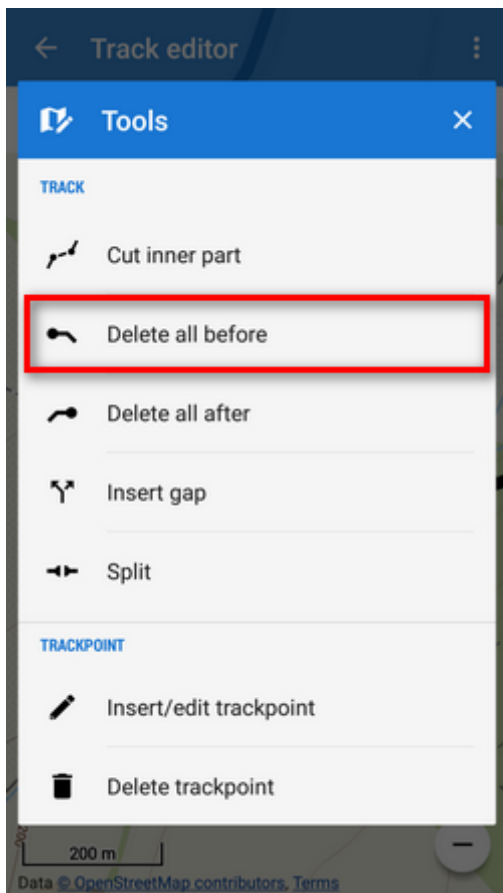 Track editor
Tools
TRACK
Cut inner part
Delete all before
Delete all after
Insert gap
Split
TRACKPOINT
Insert/edit trackpoint
Delete trackpoint
200 m
Data © OpenStreetMap contributors, Terms